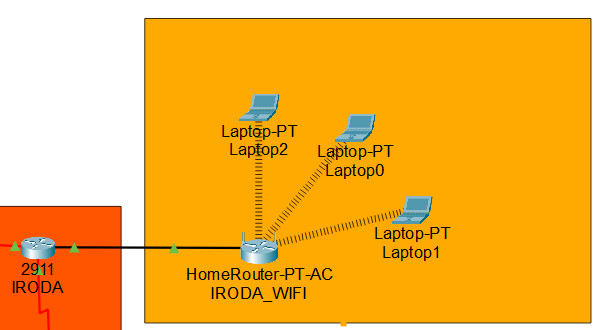 Laptop-PT
Laptop2
Laptop-PT
Laptop0
Laptop-PT
Laptop1
2911
IRODA
HomeRouter-PT-AC
IRODA_WIFI